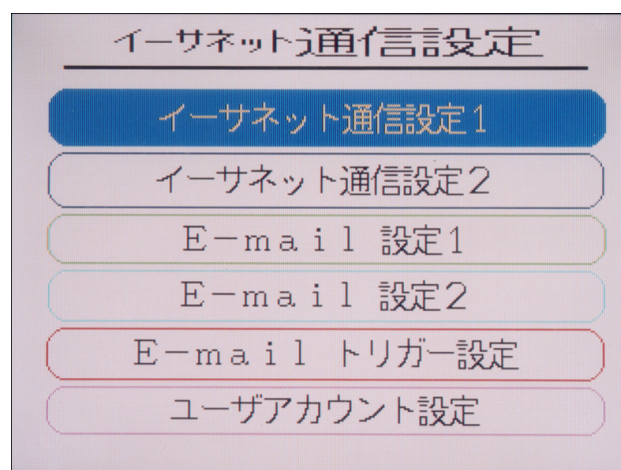 イーサネット通信設定
イーサネット通信設定1
イーサネット通信設定2
E－mail 設定1
E－mail 設定2
E－mail トリガー設定
ユーザアカウント設定